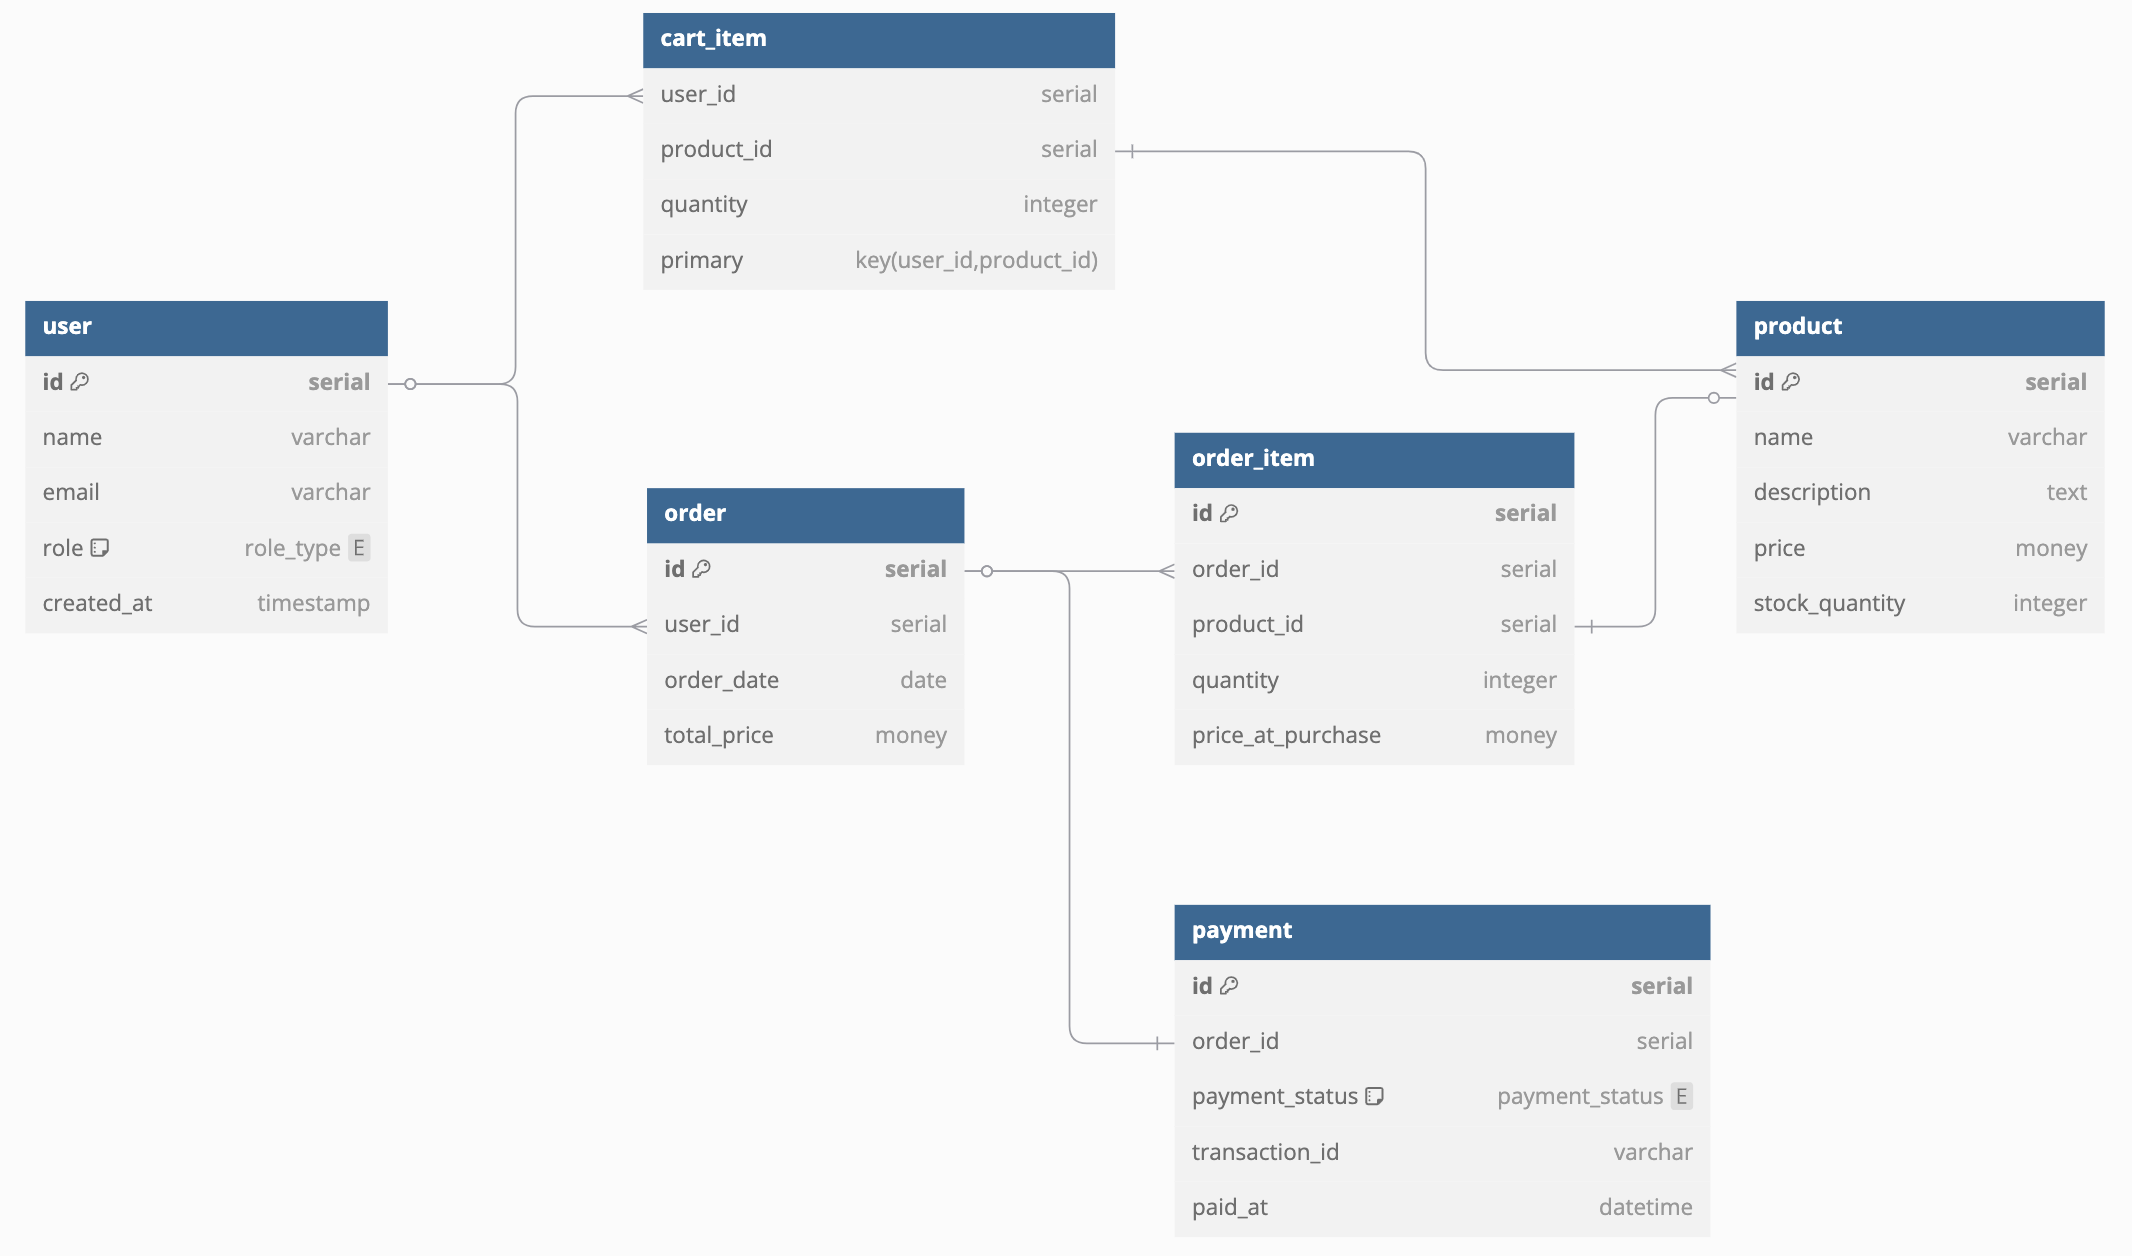 cart_item
user_id serial
product_id serial
quantity integer
primary key(user_id,product_id)
user
id serial
name varchar
email varchar
role role_type E
created_at timestamp
product
id serial
name varchar
description text
price money
stock_quantity integer
order_item
id serial
order_id serial
product_id serial
quantity integer
price_at_purchase money
order
id serial
user_id serial
order_date date
total_price money
payment
id serial
order_id serial
payment_status payment_status E
transaction_id varchar
paid_at datetime